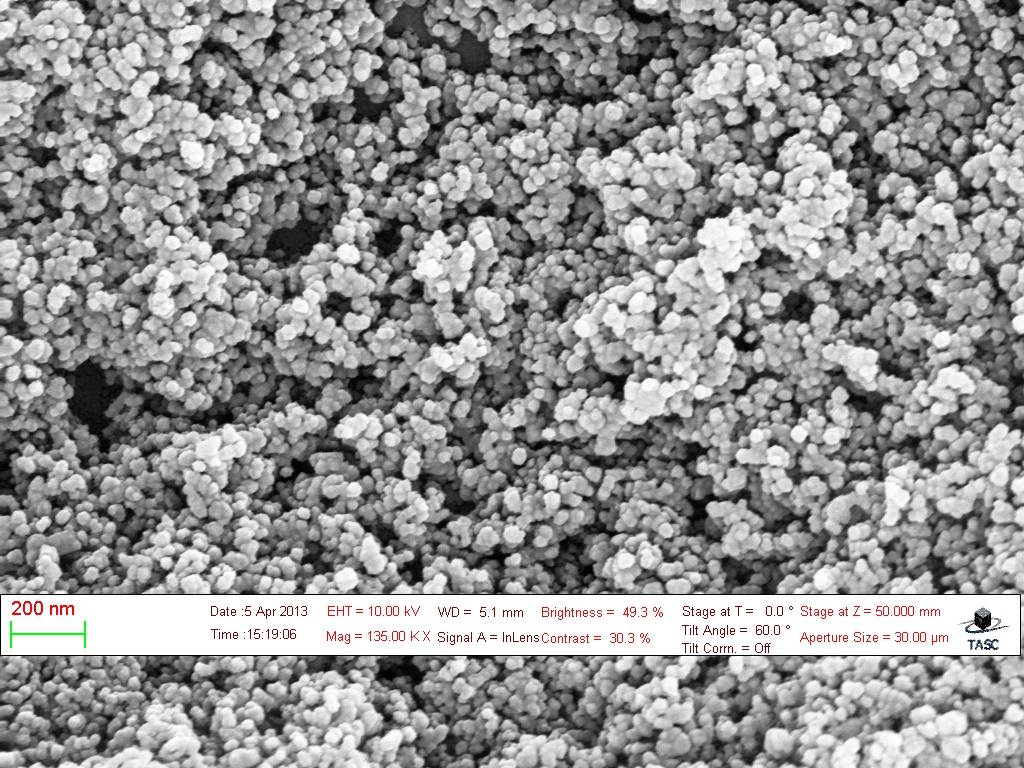 200 nm
Date :5 Apr 2013
Time :15:19:06
EHT = 10.00 kV
Mag = 135.00 K X
WD = 5.1 mm
Signal A = InLens
Brightness = 49.3 %
Contrast = 30.3 %
Stage at T = 0.0 °
Tilt Angle = 60.0 °
Tilt Corrn. = Off
Stage at Z = 50.000 mm
Aperture Size = 30.00 µm
TASC